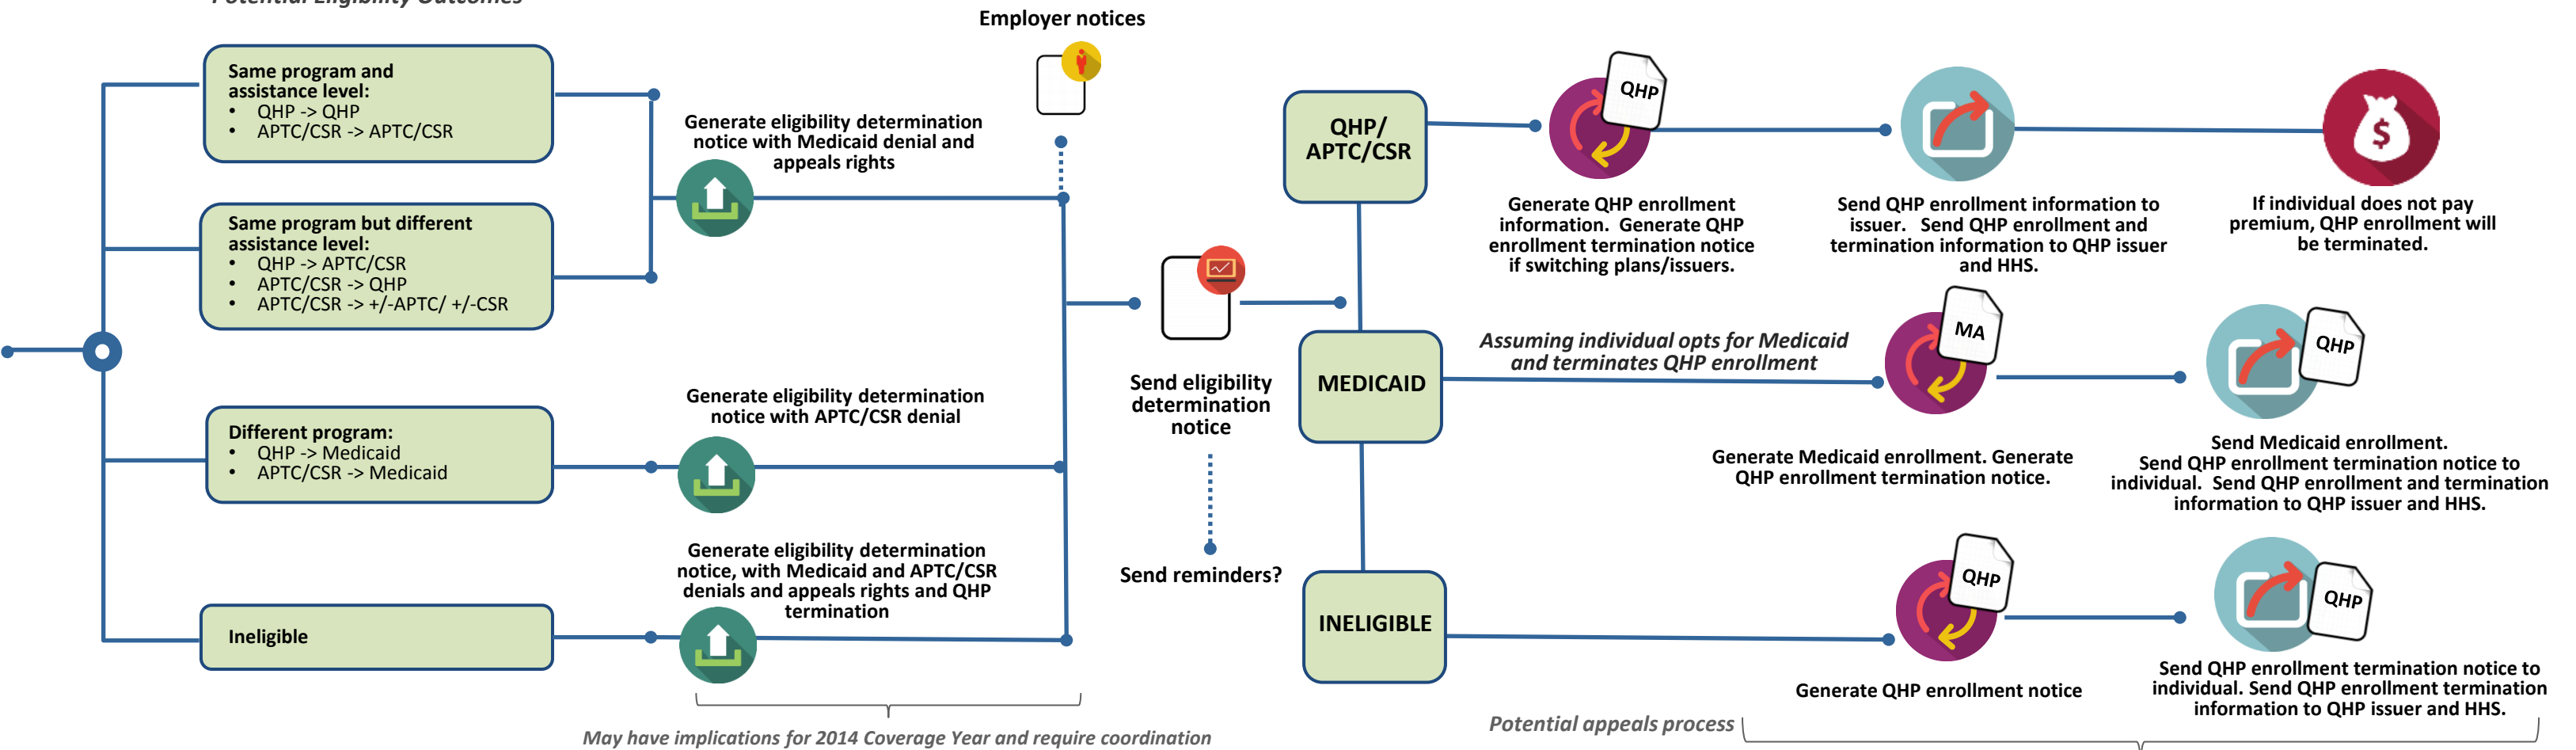 Potential Eligibility Outcomes
Employer notices
Same program and
assistance level:
• QHP -> QHP
• APTC/CSR -> APTC/CSR
Same program but different
assistance level:
• QHP -> APTC/CSR
• APTC/CSR -> QHP
• APTC/CSR -> +/-APTC/ +/-CSR
Different program:
• QHP -> Medicaid
• APTC/CSR -> Medicaid
Ineligible
Generate eligibility determination
notice with Medicaid denial and
appeals rights
Generate eligibility determination
notice with APTC/CSR denial
Generate eligibility determination
notice, with Medicaid and APTC/CSR
denials and appeals rights and QHP
termination
May have implications for 2014 Coverage Year and require coordination
Send eligibility
determination
notice
Send reminders?
QHP/
APTC/CSR
QHP
Generate QHP enrollment
information. Generate QHP
enrollment termination notice
if switching plans/issuers.
Send QHP enrollment information to
issuer. Send QHP enrollment and
termination information to QHP issuer
and HHS.
$
If individual does not pay
premium, QHP enrollment will
be terminated.
MEDICAID
Assuming individual opts for Medicaid
and terminates QHP enrollment
MA
Generate Medicaid enrollment. Generate
QHP enrollment termination notice.
QHP
Send Medicaid enrollment.
Send QHP enrollment termination notice to
individual. Send QHP enrollment and termination
information to QHP issuer and HHS.
INELIGIBLE
QHP
Generate QHP enrollment notice
QHP
Send QHP enrollment termination notice to
individual. Send QHP enrollment termination
information to QHP issuer and HHS.
Potential appeals process